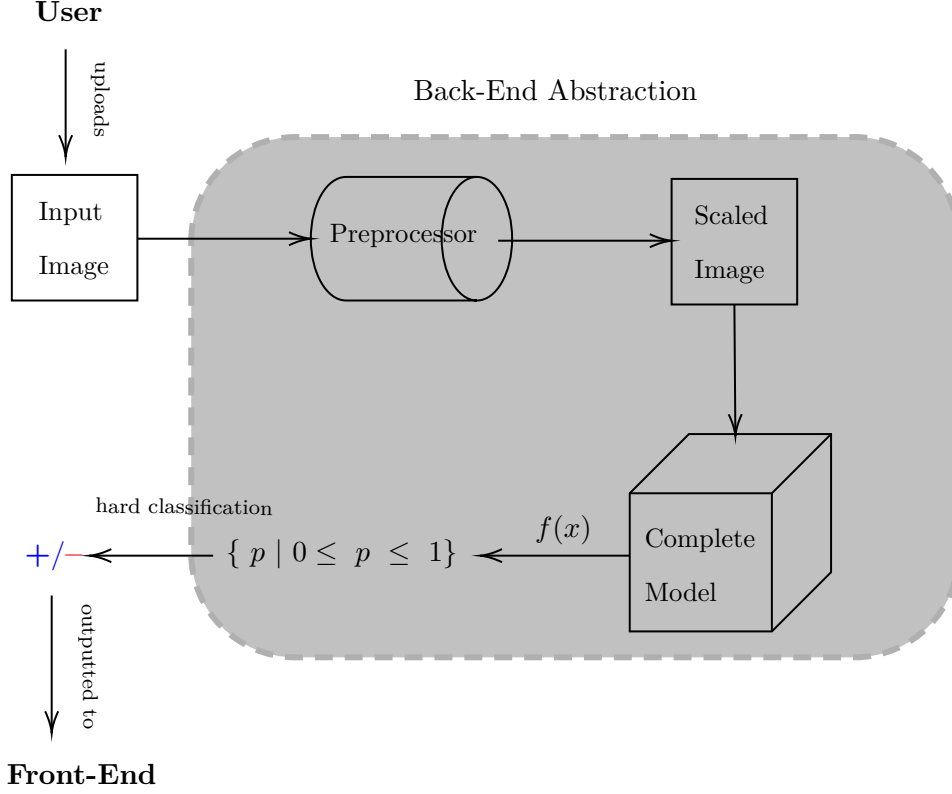 User
uploads
Back-End Abstraction
Input
Image
Preprocessor
Scaled
Image
Complete
Model
f(x)
{ p | 0 ≤ p ≤ 1}
hard classification
+/−
outputted to
Front-End